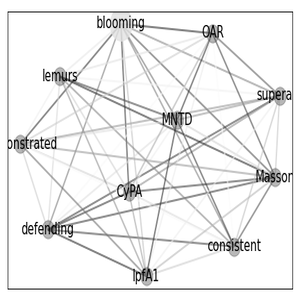 blooming
OAR
lemurs
supera
MNTD
onstrated
Masson
CyPA
defending
consistent
lpfA1